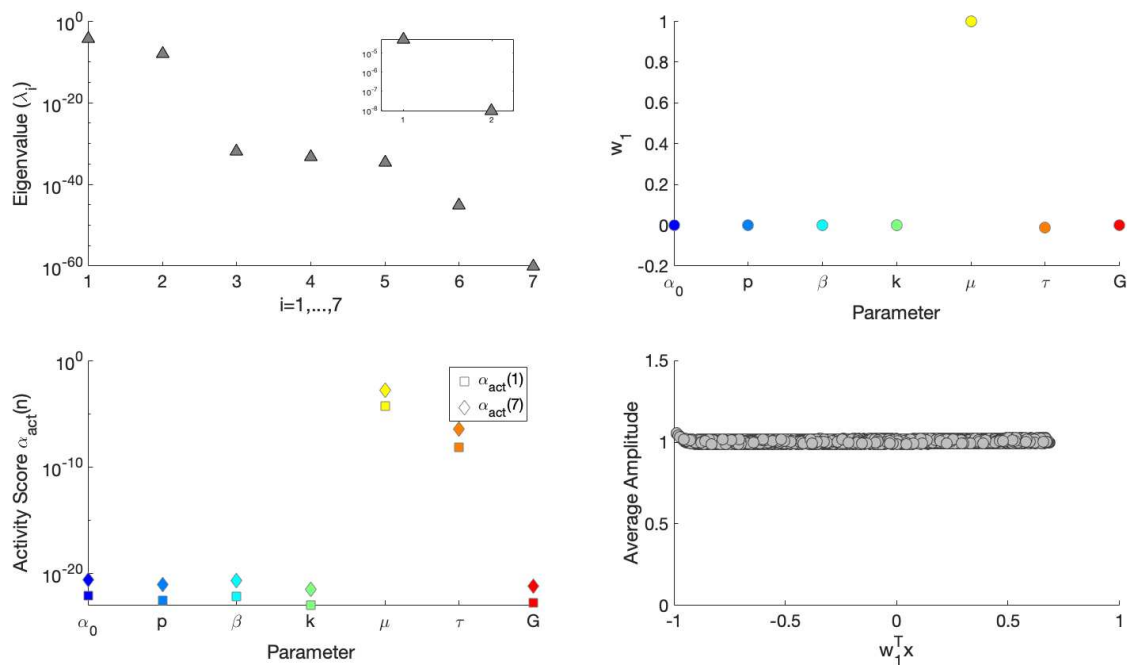 10^0
10^-20
10^-40
10^-60
Eigenvalue (λ_i)
1 2 3 4 5 6 7
i=1,...,7
10^-5
10^-6
10^-7
10^-8
1 2
1
0.8
0.6
0.4
0.2
0
-0.2
w_1
α_0 p β k μ τ G
Parameter
10^0
10^-10
10^-20
Activity Score α_act(n)
α_act(1)
α_act(7)
α_0 p β k μ τ G
Parameter
1.5
1
0.5
0
Average Amplitude
-1 -0.5 0 0.5 1
w_1^T x